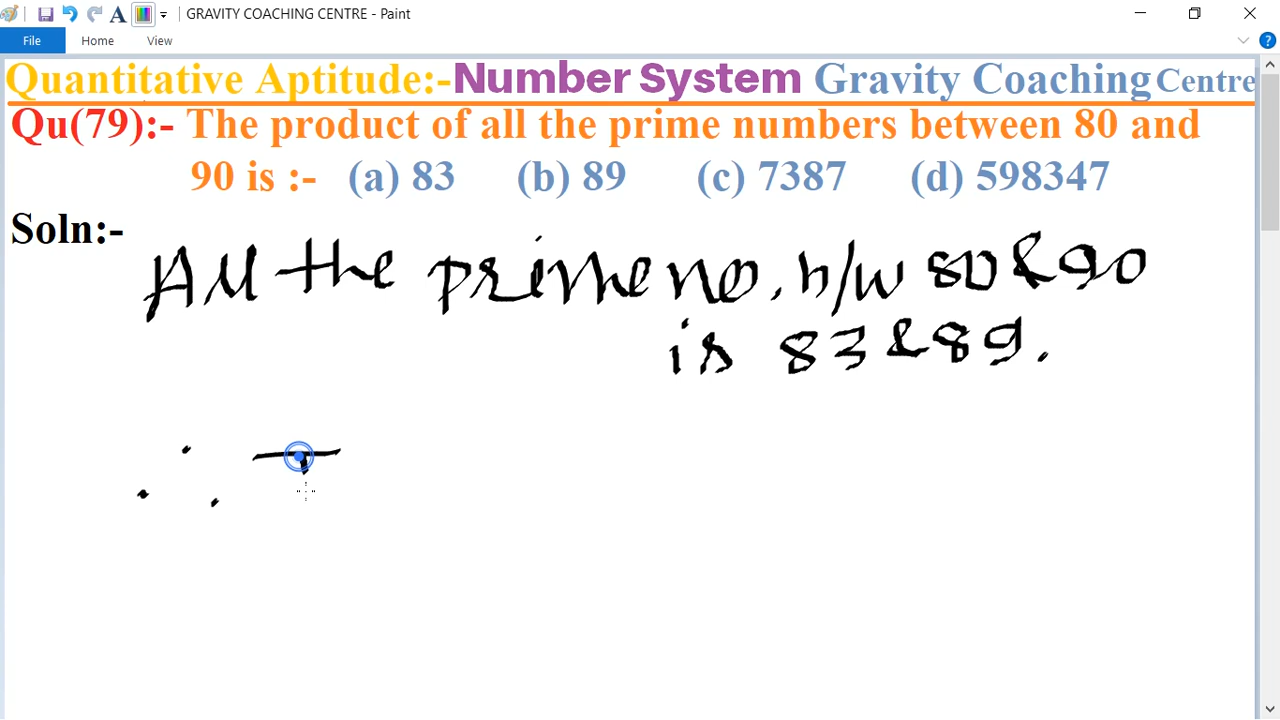 GRAVITY COACHING CENTRE - Paint
File Home View
Quantitative Aptitude:-Number System Gravity Coaching Centre
Qu(79):- The product of all the prime numbers between 80 and
90 is :- (a) 83 (b) 89 (c) 7387 (d) 598347
Soln:-
All the prime no. b/w 80 & 90
is 83 & 89.
∴ T